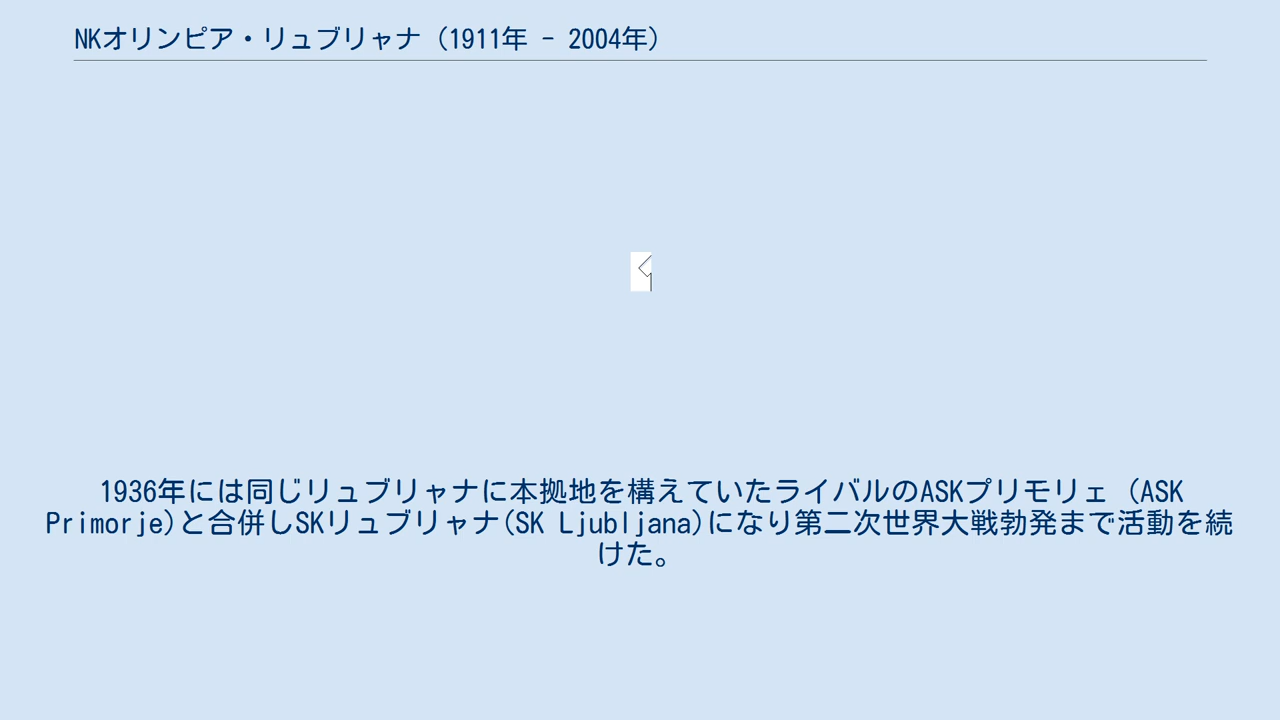 NKオリンピア・リュブリャナ（1911年 - 2004年）
1936年には同じリュブリャナに本拠地を構えていたライバルのASKプリモリェ（ASK
Primorje)と合併しSKリュブリャナ(SK Ljubljana)になり第二次世界大戦勃発まで活動を続
けた。